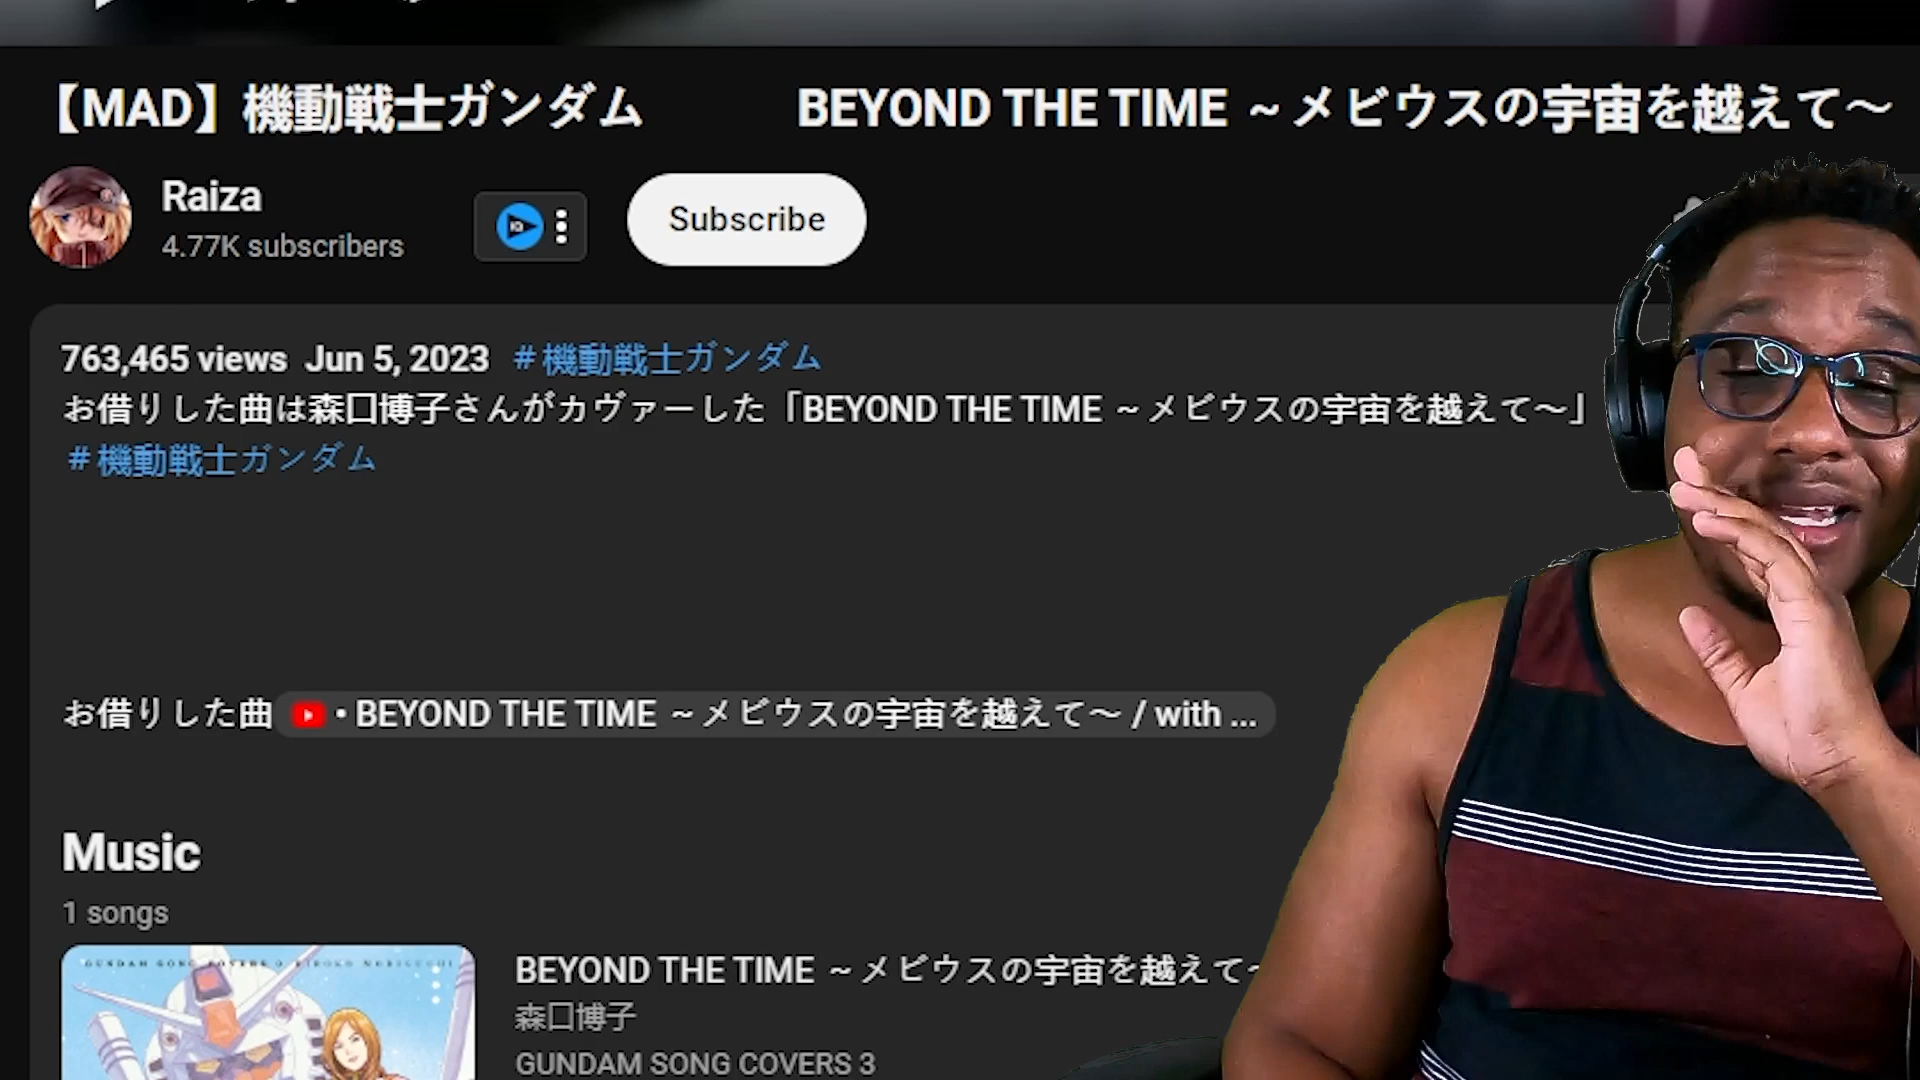 【MAD】機動戦士ガンダム BEYOND THE TIME ~メビウスの宇宙を越えて～
Raiza
4.77K subscribers
Subscribe
763,465 views Jun 5, 2023 #機動戦士ガンダム
お借りした曲は森口博子さんがカヴァーした「BEYOND THE TIME ~メビウスの宇宙を越えて～」
#機動戦士ガンダム
お借りした曲 • BEYOND THE TIME ~メビウスの宇宙を越えて～ / with ...
Music
1 songs
GUNDAM SONG COVERS 3 HIROKO MORIGUCHI
BEYOND THE TIME ~メビウスの宇宙を越えて~
森口博子
GUNDAM SONG COVERS 3